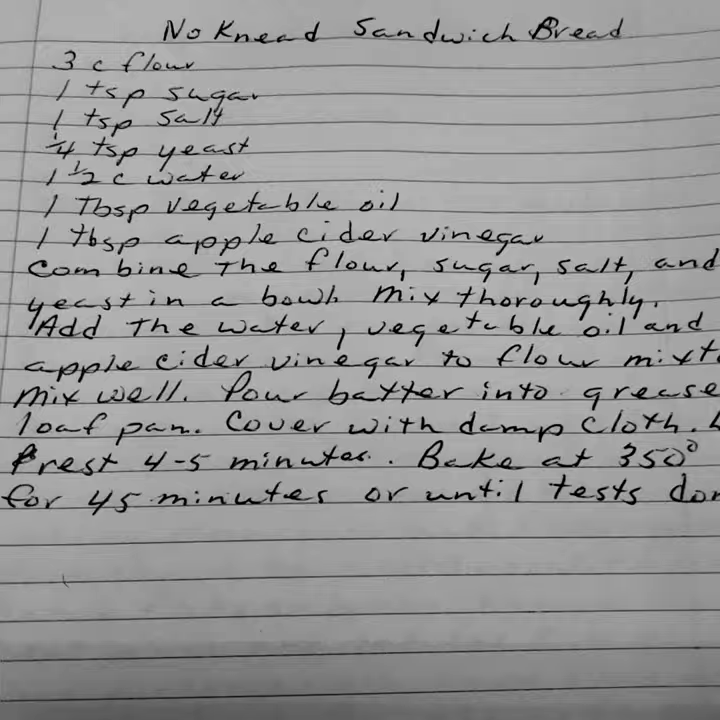 No Knead Sandwich Bread
3 c flour
1 tsp sugar
1 tsp salt
1/4 tsp yeast
1 1/2 c water
1 Tbsp vegetable oil
1 tbsp apple cider vinegar
Combine The flour, sugar, salt, and
yeast in a bowl. Mix thoroughly.
Add The water, vegetable oil and
apple cider vinegar to flour mixt
mix well. Pour batter into grease
loaf pan. Cover with damp cloth. L
rest 4-5 minutes. Bake at 350°
for 45 minutes or until tests don